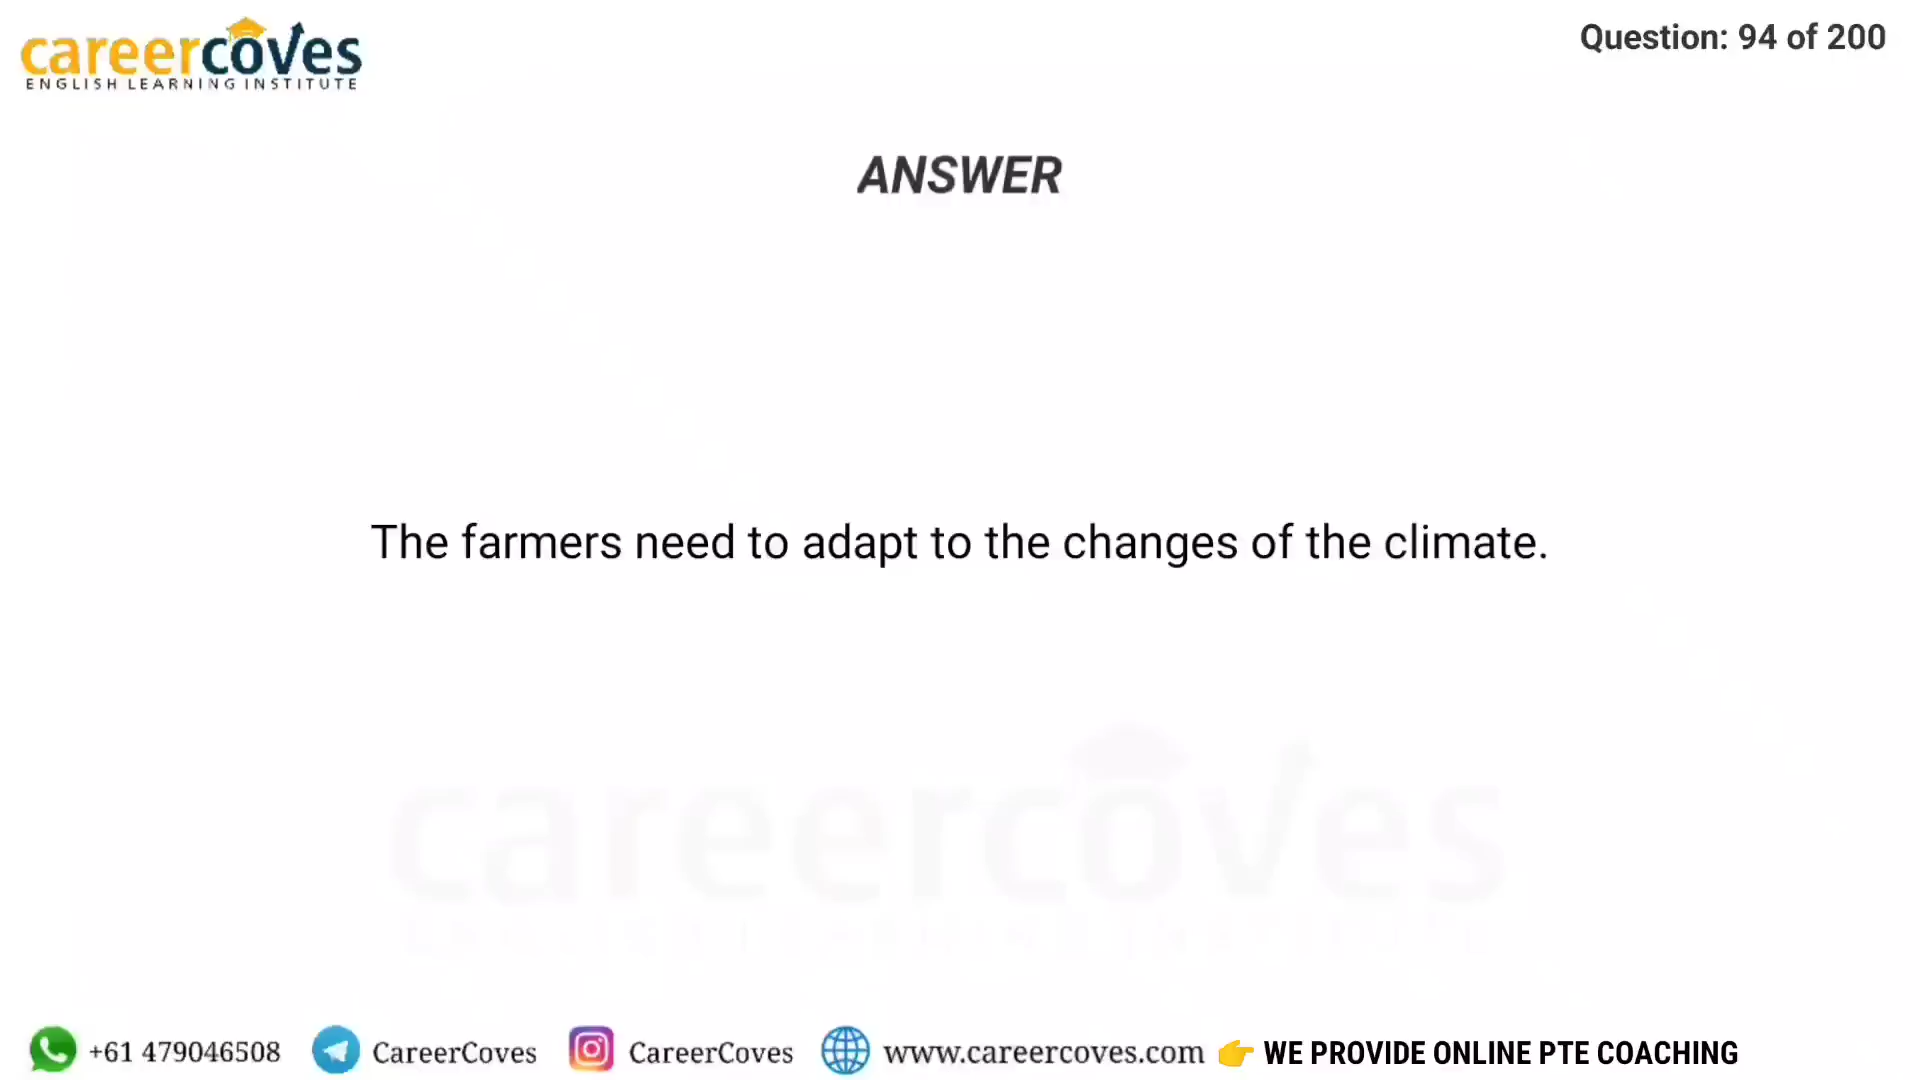 careercoves
ENGLISH LEARNING INSTITUTE
Question: 94 of 200
ANSWER
The farmers need to adapt to the changes of the climate.
careercoves
+61 479046508 CareerCoves CareerCoves www.careercoves.com 👉 WE PROVIDE ONLINE PTE COACHING